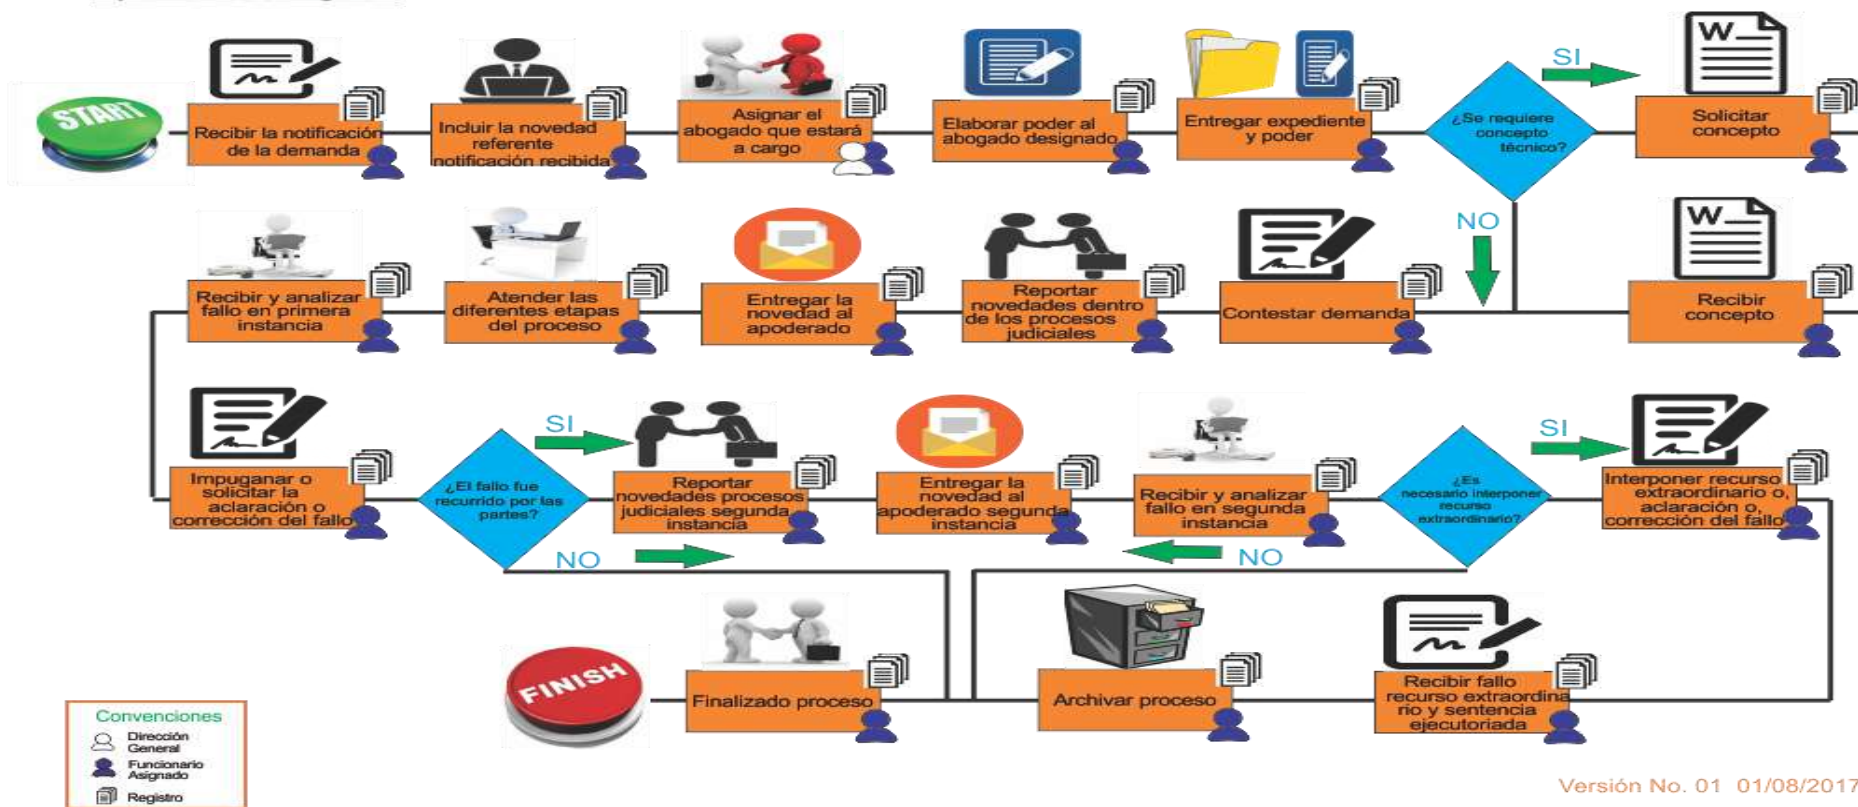 START
Recibir la notificación
de la demanda
Incluir la novedad
referente
notificación recibida
Asignar el
abogado que estará
a cargo
Elaborar poder al
abogado designado
Entregar expediente
y poder
¿Se requiere
concepto
técnico?
SI
W
Solicitar
concepto
NO
W
Recibir
concepto
Contestar demanda
Reportar
novedades dentro
de los procesos
judiciales
Entregar la
novedad al
apoderado
Atender las
diferentes etapas
del proceso
Recibir y analizar
fallo en primera
instancia
Impuganar o
solicitar la
aclaración o
corrección del fallo
¿El fallo fue
recurrido por las
partes?
SI
NO
Reportar
novedades procesos
judiciales segunda
instancia
Entregar la
novedad al
apoderado segunda
instancia
Recibir y analizar
fallo en segunda
instancia
¿Es
necesario interponer
recurso
extraordinario?
SI
NO
Interponer recurso
extraordinario o,
aclaración o,
corrección del fallo
Recibir fallo
recurso extraordina
rio y sentencia
ejecutoriada
Archivar proceso
Finalizado proceso
FINISH
Convenciones
Dirección
General
Funcionario
Asignado
Registro
Versión No. 01 01/08/2017